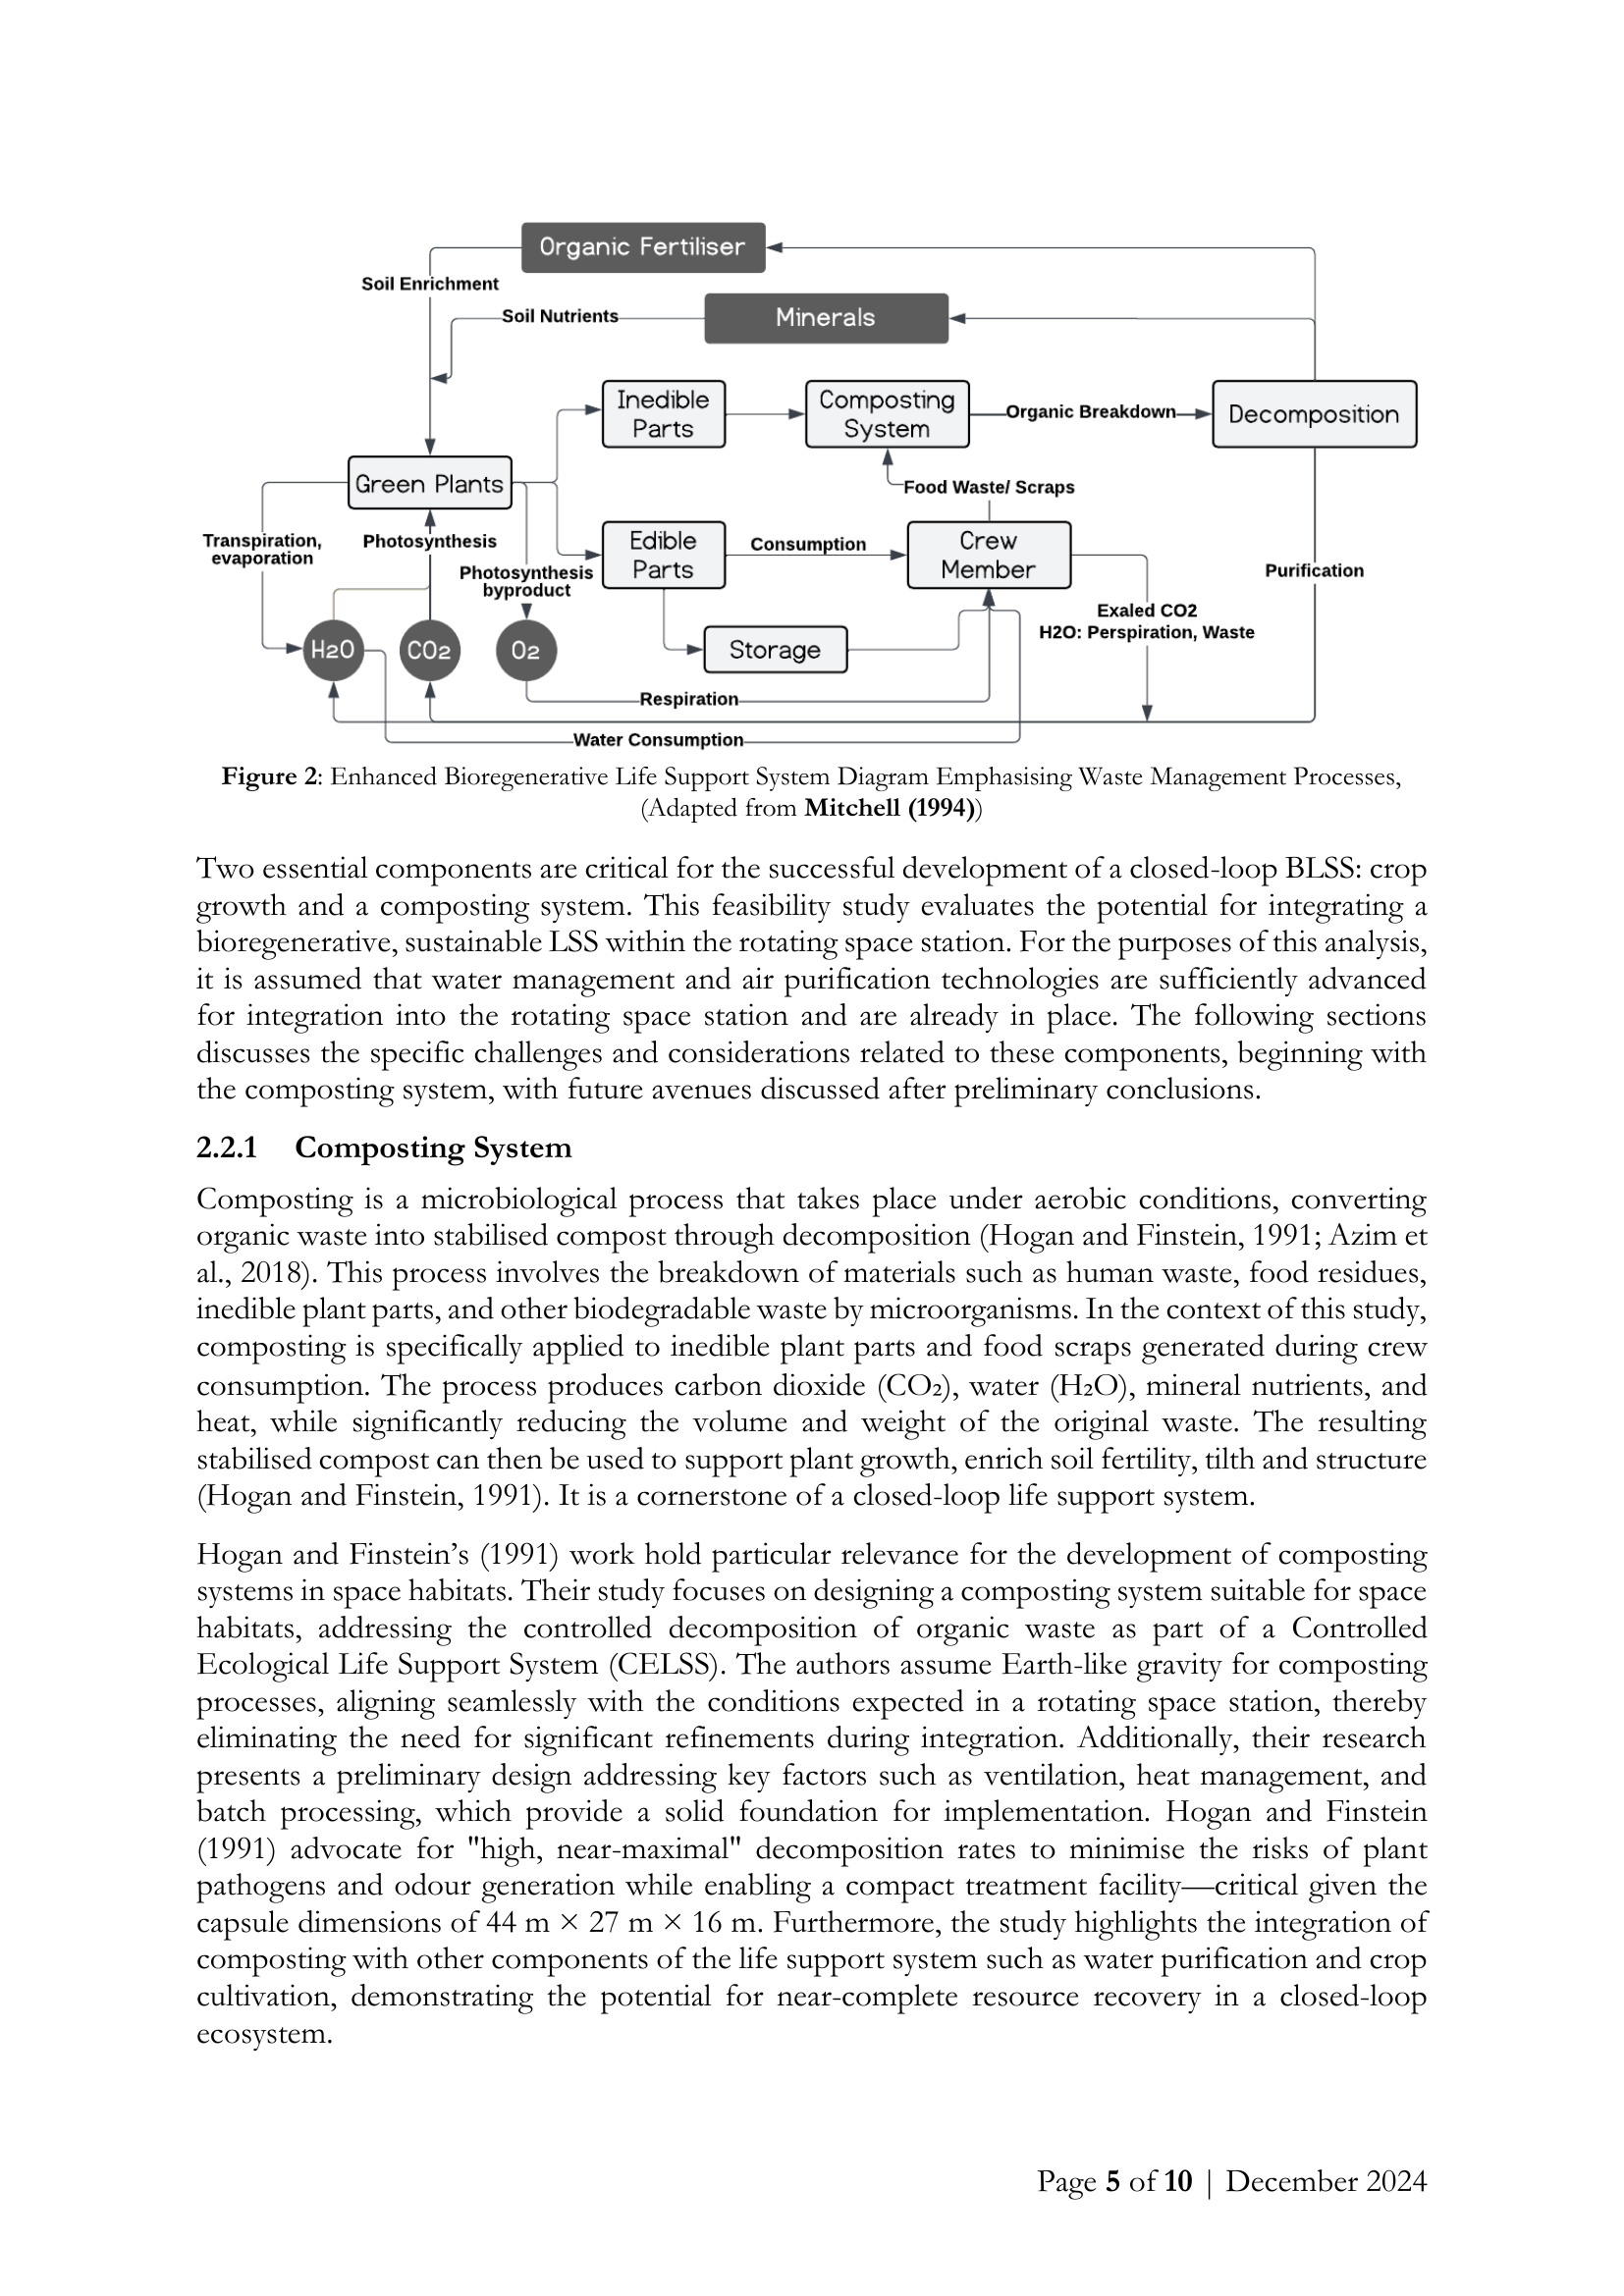 Organic Fertiliser
Soil Enrichment
Minerals
Soil Nutrients
Inedible
Parts
Composting
System
Organic Breakdown
Decomposition
Green Plants
Food Waste/ Scraps
Transpiration,
evaporation
Photosynthesis
Photosynthesis
byproduct
Edible
Parts
Consumption
Crew
Member
Purification
Exaled CO2
H2O: Perspiration, Waste
H2O
CO2
O2
Storage
Respiration
Water Consumption
Figure 2: Enhanced Bioregenerative Life Support System Diagram Emphasising Waste Management Processes,
(Adapted from Mitchell (1994))
Two essential components are critical for the successful development of a closed-loop BLSS: crop
growth and a composting system. This feasibility study evaluates the potential for integrating a
bioregenerative, sustainable LSS within the rotating space station. For the purposes of this analysis,
it is assumed that water management and air purification technologies are sufficiently advanced
for integration into the rotating space station and are already in place. The following sections
discusses the specific challenges and considerations related to these components, beginning with
the composting system, with future avenues discussed after preliminary conclusions.
2.2.1 Composting System
Composting is a microbiological process that takes place under aerobic conditions, converting
organic waste into stabilised compost through decomposition (Hogan and Finstein, 1991; Azim et
al., 2018). This process involves the breakdown of materials such as human waste, food residues,
inedible plant parts, and other biodegradable waste by microorganisms. In the context of this study,
composting is specifically applied to inedible plant parts and food scraps generated during crew
consumption. The process produces carbon dioxide (CO₂), water (H₂O), mineral nutrients, and
heat, while significantly reducing the volume and weight of the original waste. The resulting
stabilised compost can then be used to support plant growth, enrich soil fertility, tilth and structure
(Hogan and Finstein, 1991). It is a cornerstone of a closed-loop life support system.
Hogan and Finstein’s (1991) work hold particular relevance for the development of composting
systems in space habitats. Their study focuses on designing a composting system suitable for space
habitats, addressing the controlled decomposition of organic waste as part of a Controlled
Ecological Life Support System (CELSS). The authors assume Earth-like gravity for composting
processes, aligning seamlessly with the conditions expected in a rotating space station, thereby
eliminating the need for significant refinements during integration. Additionally, their research
presents a preliminary design addressing key factors such as ventilation, heat management, and
batch processing, which provide a solid foundation for implementation. Hogan and Finstein
(1991) advocate for "high, near-maximal" decomposition rates to minimise the risks of plant
pathogens and odour generation while enabling a compact treatment facility—critical given the
capsule dimensions of 44 m × 27 m × 16 m. Furthermore, the study highlights the integration of
composting with other components of the life support system such as water purification and crop
cultivation, demonstrating the potential for near-complete resource recovery in a closed-loop
ecosystem.
Page 5 of 10 | December 2024